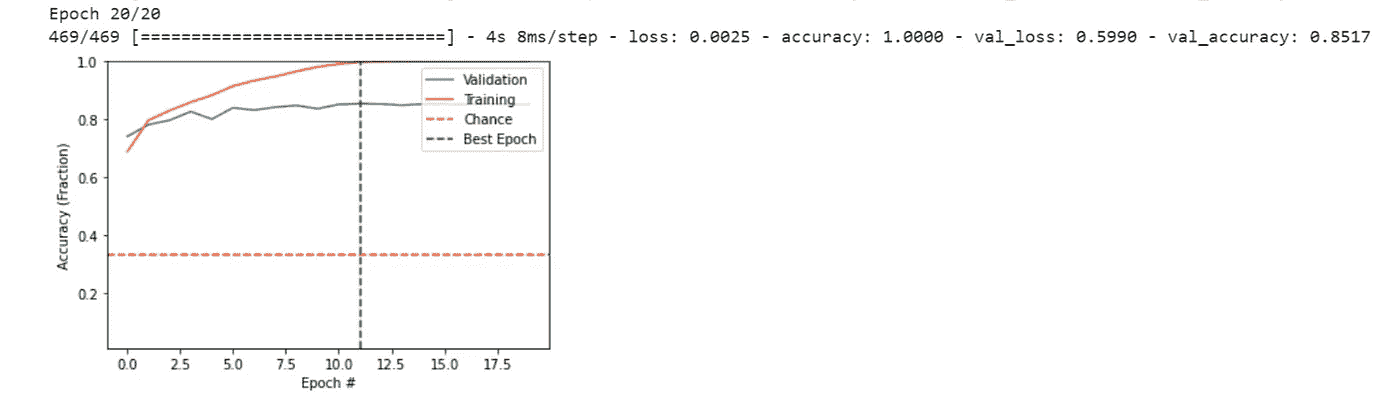 Epoch 20/20
469/469 [==============================] - 4s 8ms/step - loss: 0.0025 - accuracy: 1.0000 - val_loss: 0.5990 - val_accuracy: 0.8517
1.0
0.8
0.6
0.4
0.2
Accuracy (Fraction)
Validation
Training
Chance
Best Epoch
0.0 2.5 5.0 7.5 10.0 12.5 15.0 17.5
Epoch #